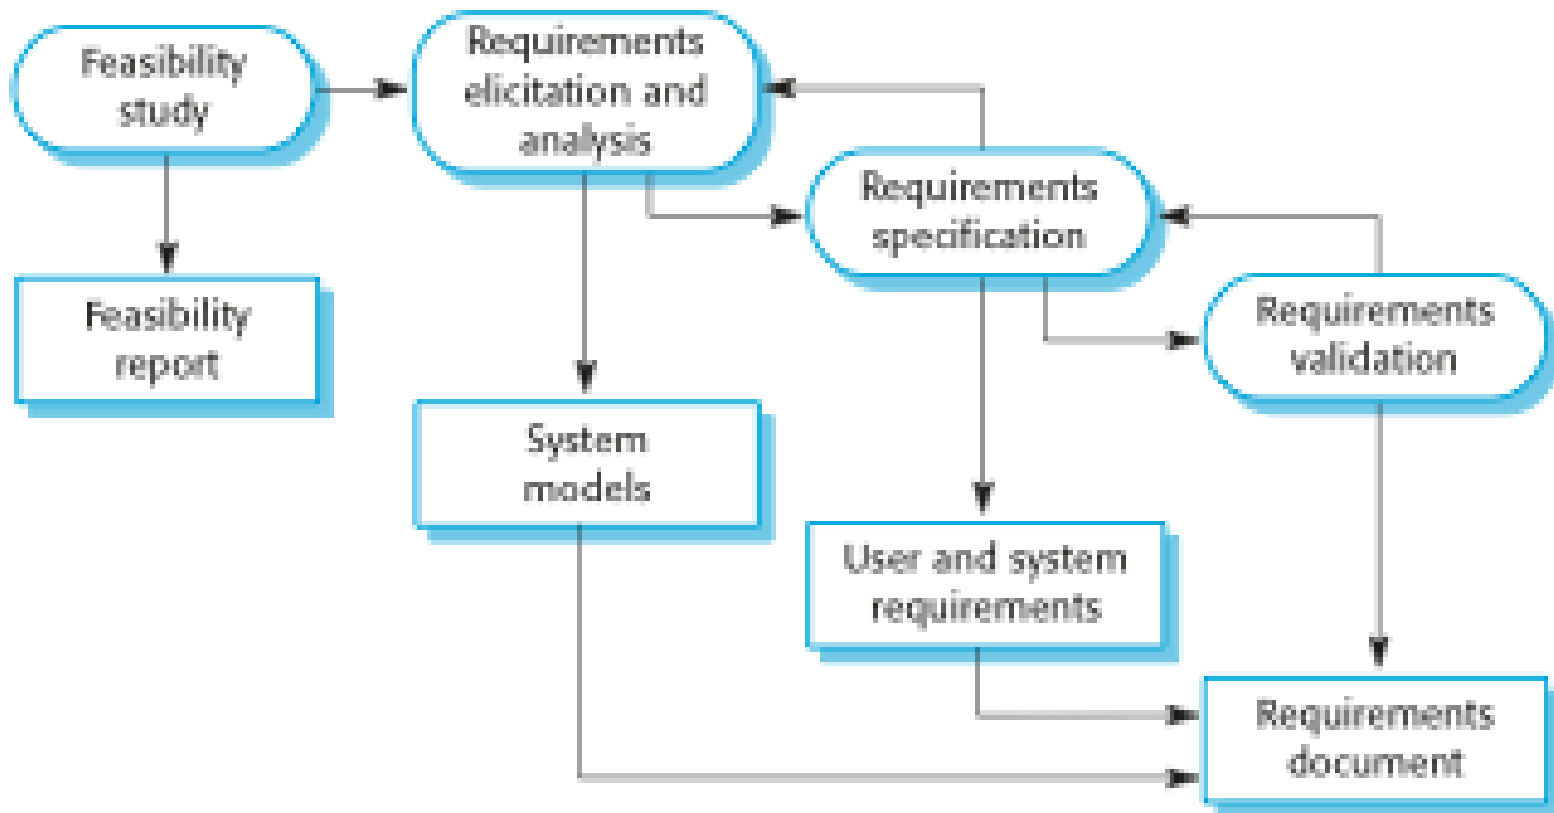 Feasibility
study
Requirements
elicitation and
analysis
Requirements
specification
Requirements
validation
Feasibility
report
System
models
User and system
requirements
Requirements
document